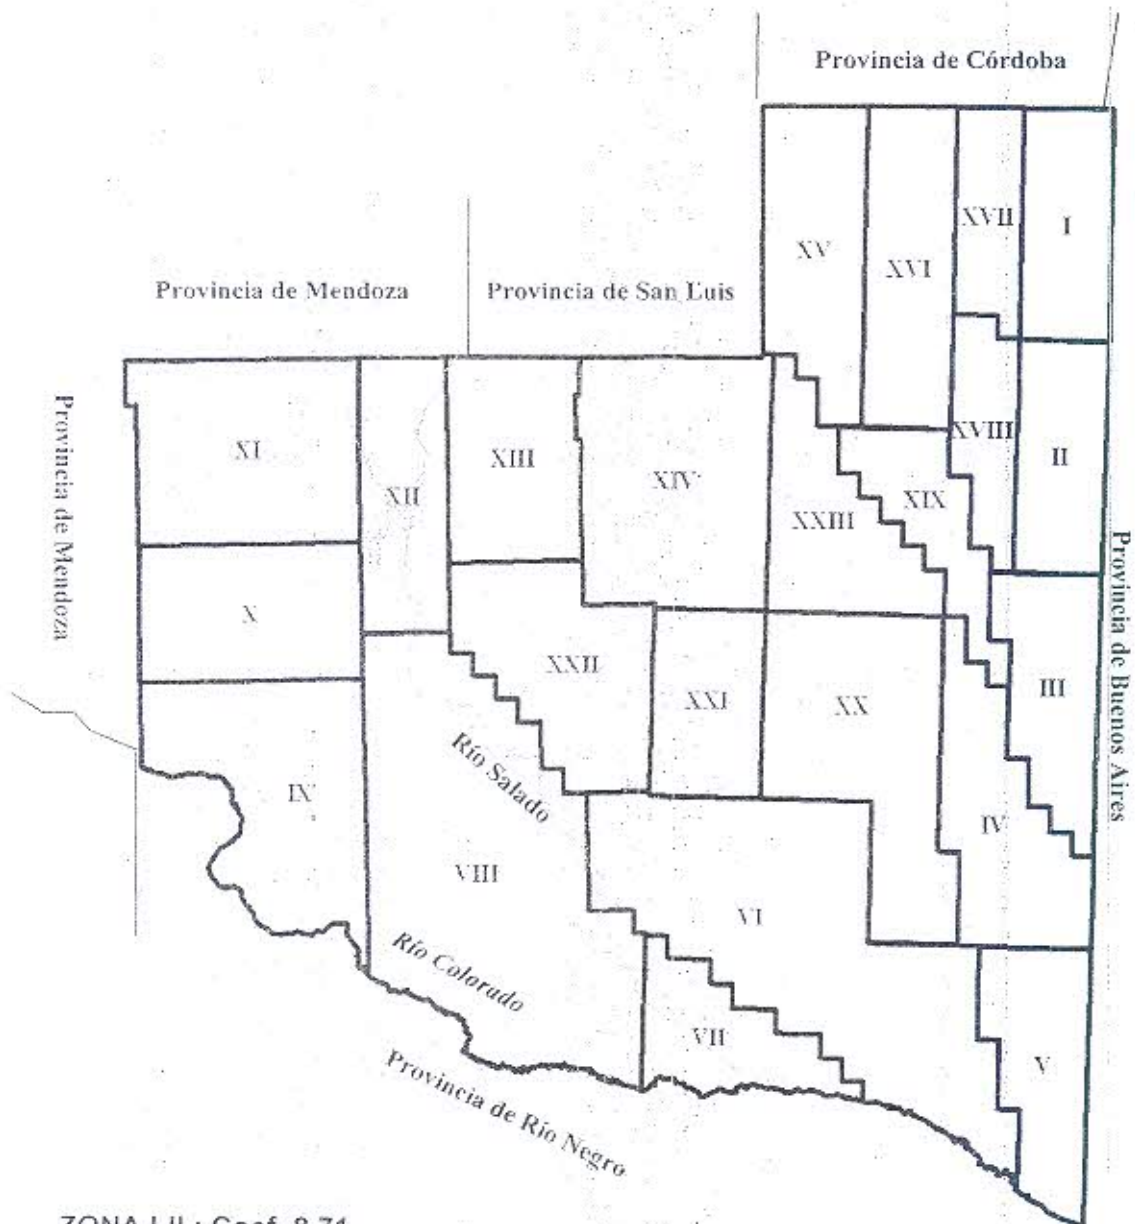 Provincia de Córdoba
XVII
I
XV
XVI
Provincia de Mendoza
Provincia de San Luis
Provincia de Mendoza
XI
XII
XIII
XIV
XVIII
II
XIX
XXIII
Provincia de Buenos Aires
X
XXII
XXI
XX
III
Río Salado
IX
IV
VIII
VI
Río Colorado
VII
V
Provincia de Río Negro